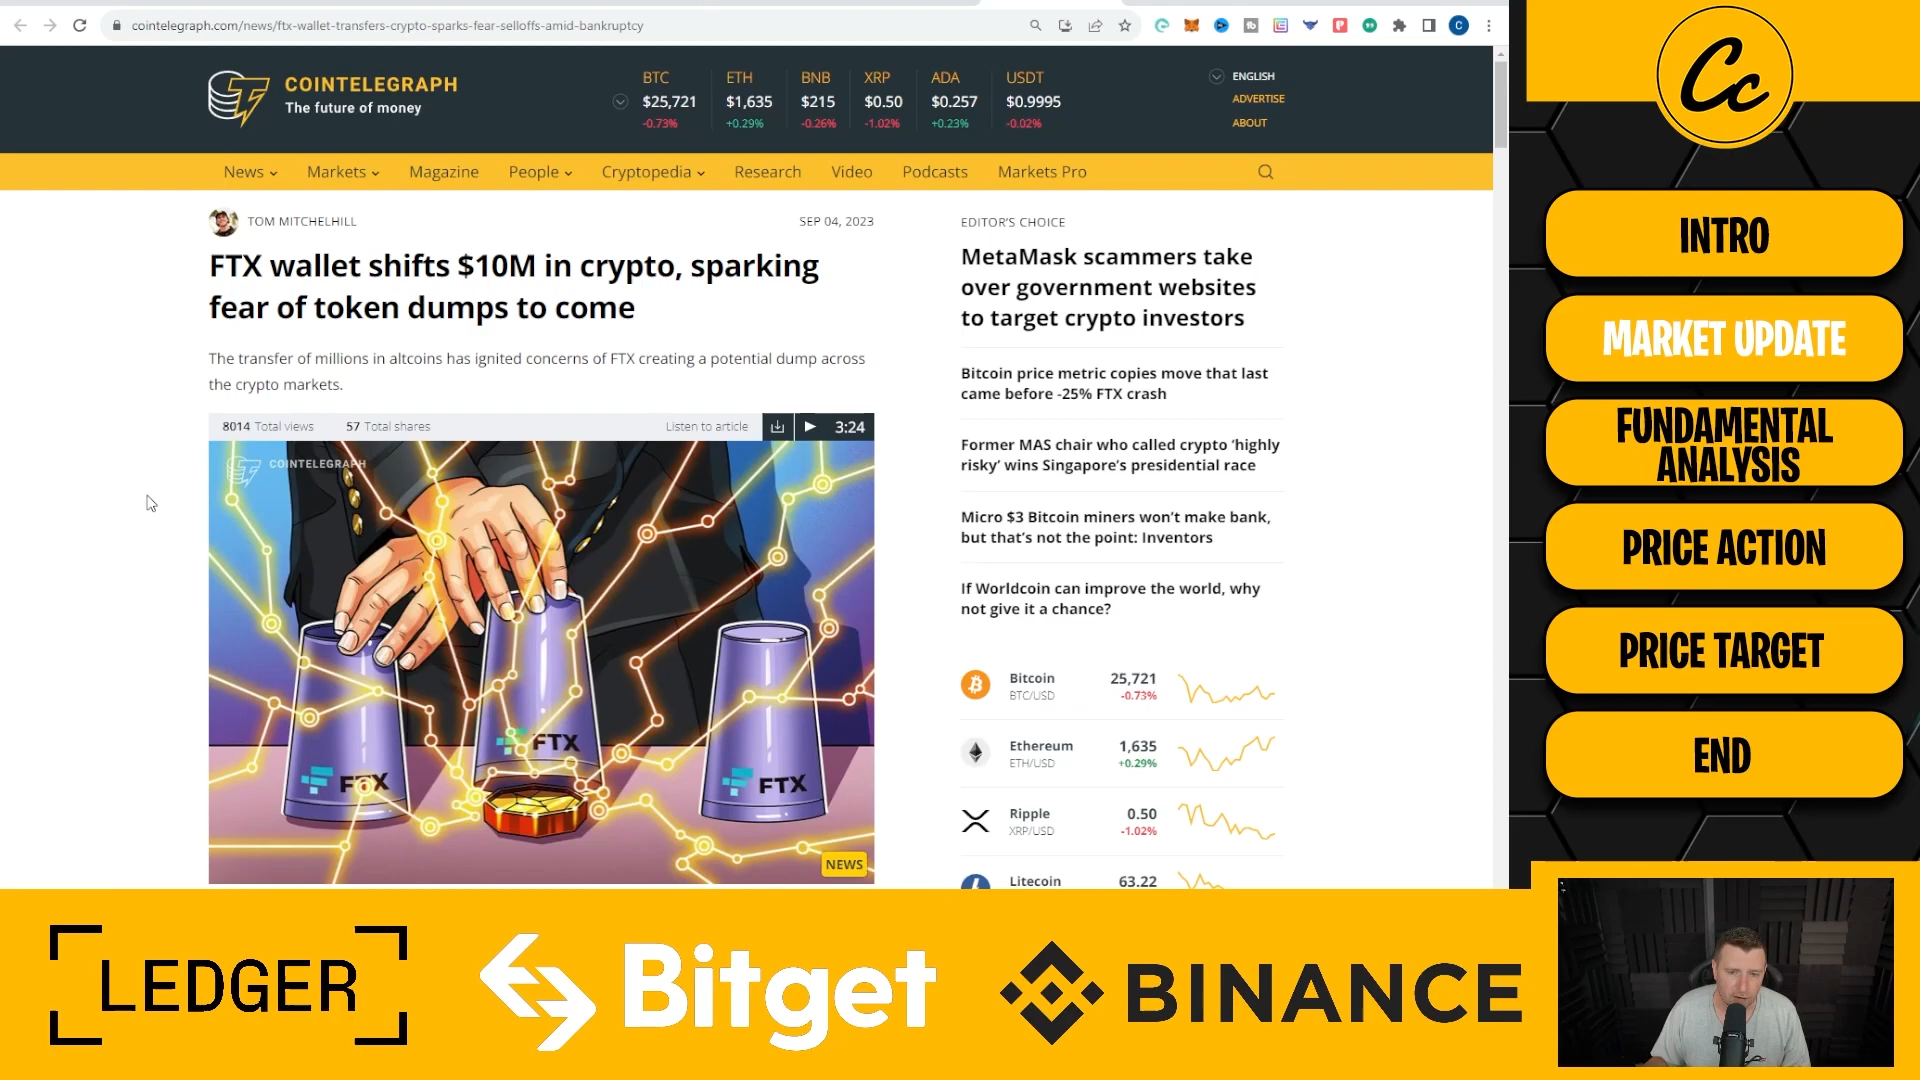 cointelegraph.com/news/ftx-wallet-transfers-crypto-sparks-fear-selloffs-amid-bankruptcy
COINTELEGRAPH
The future of money
BTC
$25,721
-0.73%
ETH
$1,635
+0.29%
BNB
$215
-0.26%
XRP
$0.50
-1.02%
ADA
$0.257
+0.23%
USDT
$0.9995
-0.02%
ENGLISH
ADVERTISE
ABOUT
News
Markets
Magazine
People
Cryptopedia
Research
Video
Podcasts
Markets Pro
TOM MITCHELHILL
SEP 04, 2023
FTX wallet shifts $10M in crypto, sparking
fear of token dumps to come
The transfer of millions in altcoins has ignited concerns of FTX creating a potential dump across
the crypto markets.
8014 Total views
57 Total shares
Listen to article
3:24
COINTELEGRAPH
FTX
FTX
FTX
NEWS
EDITOR'S CHOICE
MetaMask scammers take
over government websites
to target crypto investors
Bitcoin price metric copies move that last
came before -25% FTX crash
Former MAS chair who called crypto ‘highly
risky’ wins Singapore’s presidential race
Micro $3 Bitcoin miners won’t make bank,
but that’s not the point: Inventors
If Worldcoin can improve the world, why
not give it a chance?
Bitcoin
BTC/USD
25,721
-0.73%
Ethereum
ETH/USD
1,635
+0.29%
Ripple
XRP/USD
0.50
-1.02%
Litecoin
63.22
Cc
INTRO
MARKET UPDATE
FUNDAMENTAL
ANALYSIS
PRICE ACTION
PRICE TARGET
END
LEDGER
Bitget
BINANCE